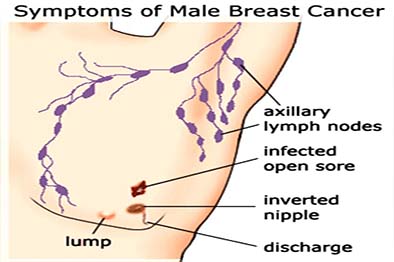 Symptoms of Male Breast Cancer
axillary
lymph nodes
infected
open sore
inverted
nipple
lump
discharge